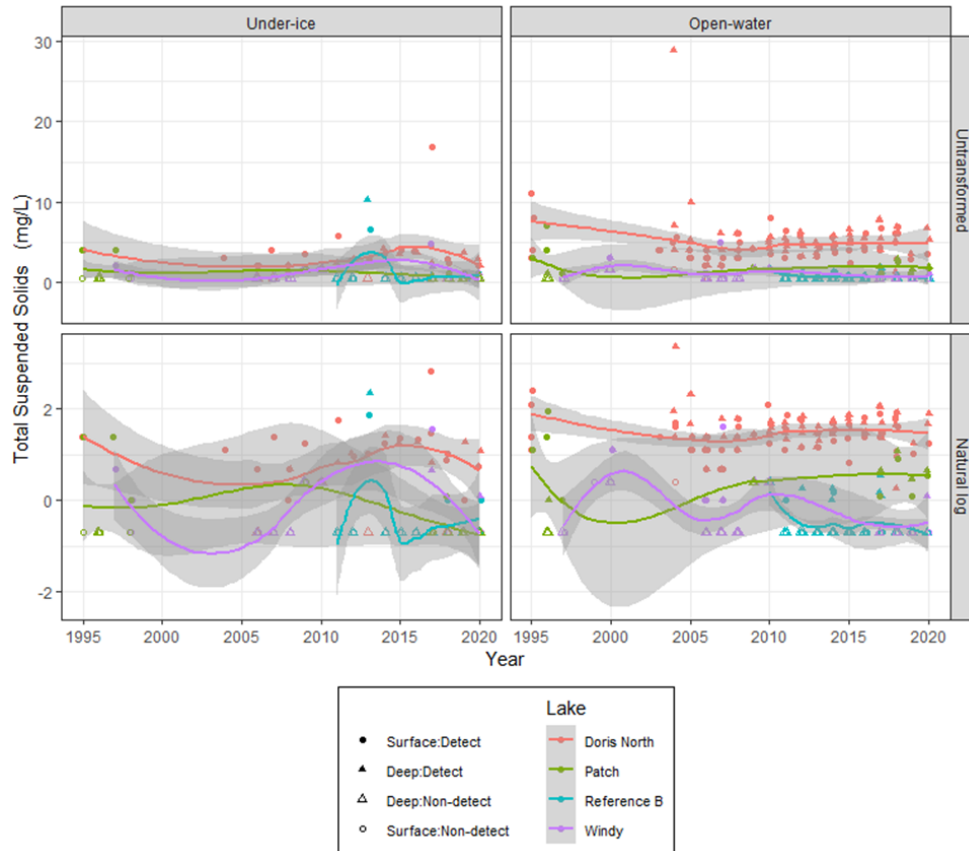 Under-ice Open-water
30
20
10
0
Untransformed
Total Suspended Solids (mg/L)
2
0
-2
Natural log
1995 2000 2005 2010 2015 2020 1995 2000 2005 2010 2015 2020
Year
Surface:Detect
Deep:Detect
Deep:Non-detect
Surface:Non-detect
Lake
Doris North
Patch
Reference B
Windy